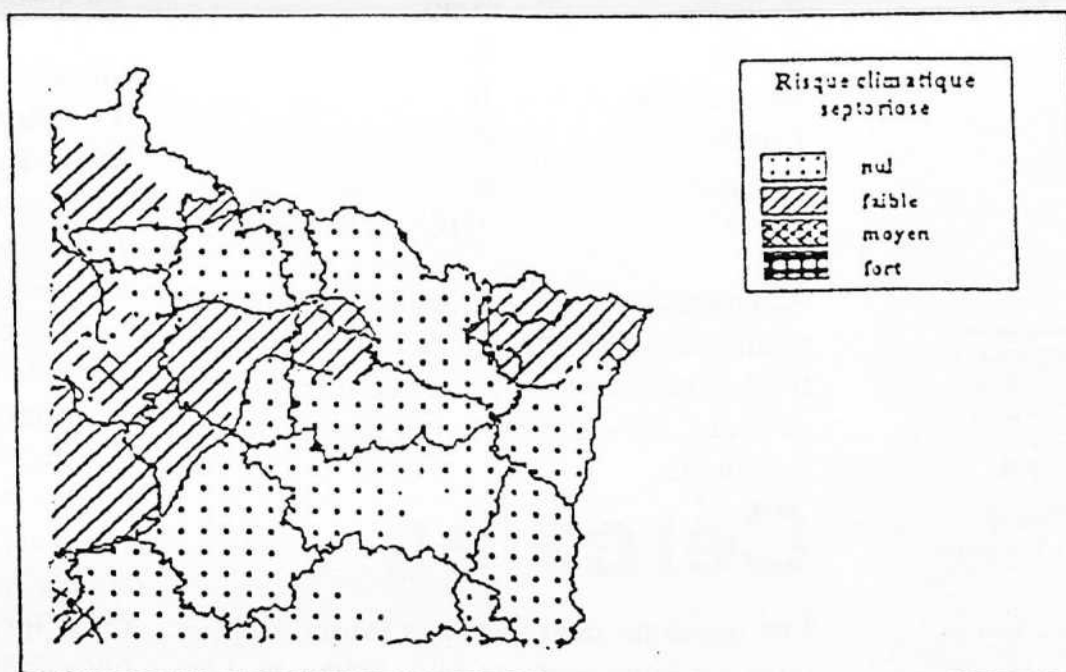 Risque climatique
septoriose
nul
faible
moyen
fort